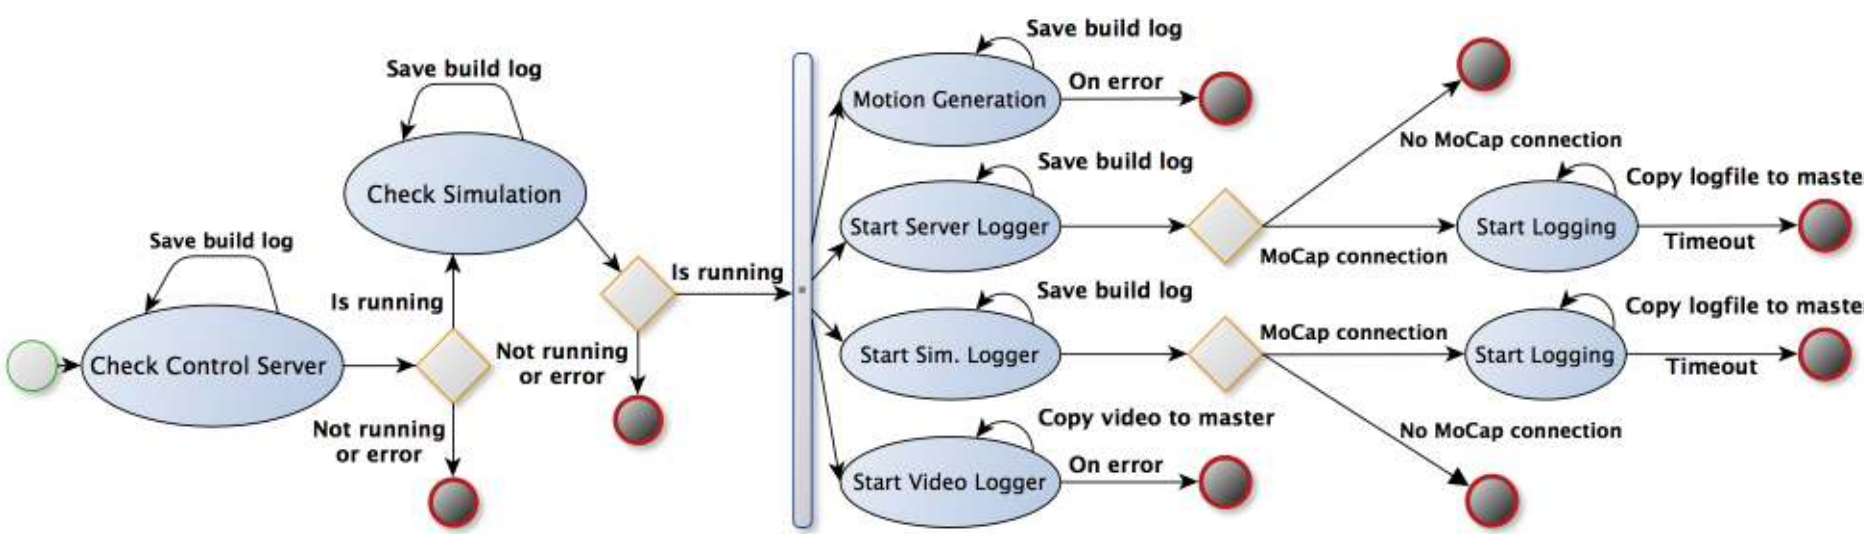 Save build log
Motion Generation
On error
Save build log
Check Simulation
No MoCap connection
Save build log
Start Server Logger
MoCap connection
Start Logging
Copy logfile to master
Timeout
Save build log
Check Control Server
Is running
Not running
or error
Is running
Not running
or error
Save build log
Start Sim. Logger
MoCap connection
Start Logging
Copy logfile to master
Timeout
No MoCap connection
Copy video to master
Start Video Logger
On error